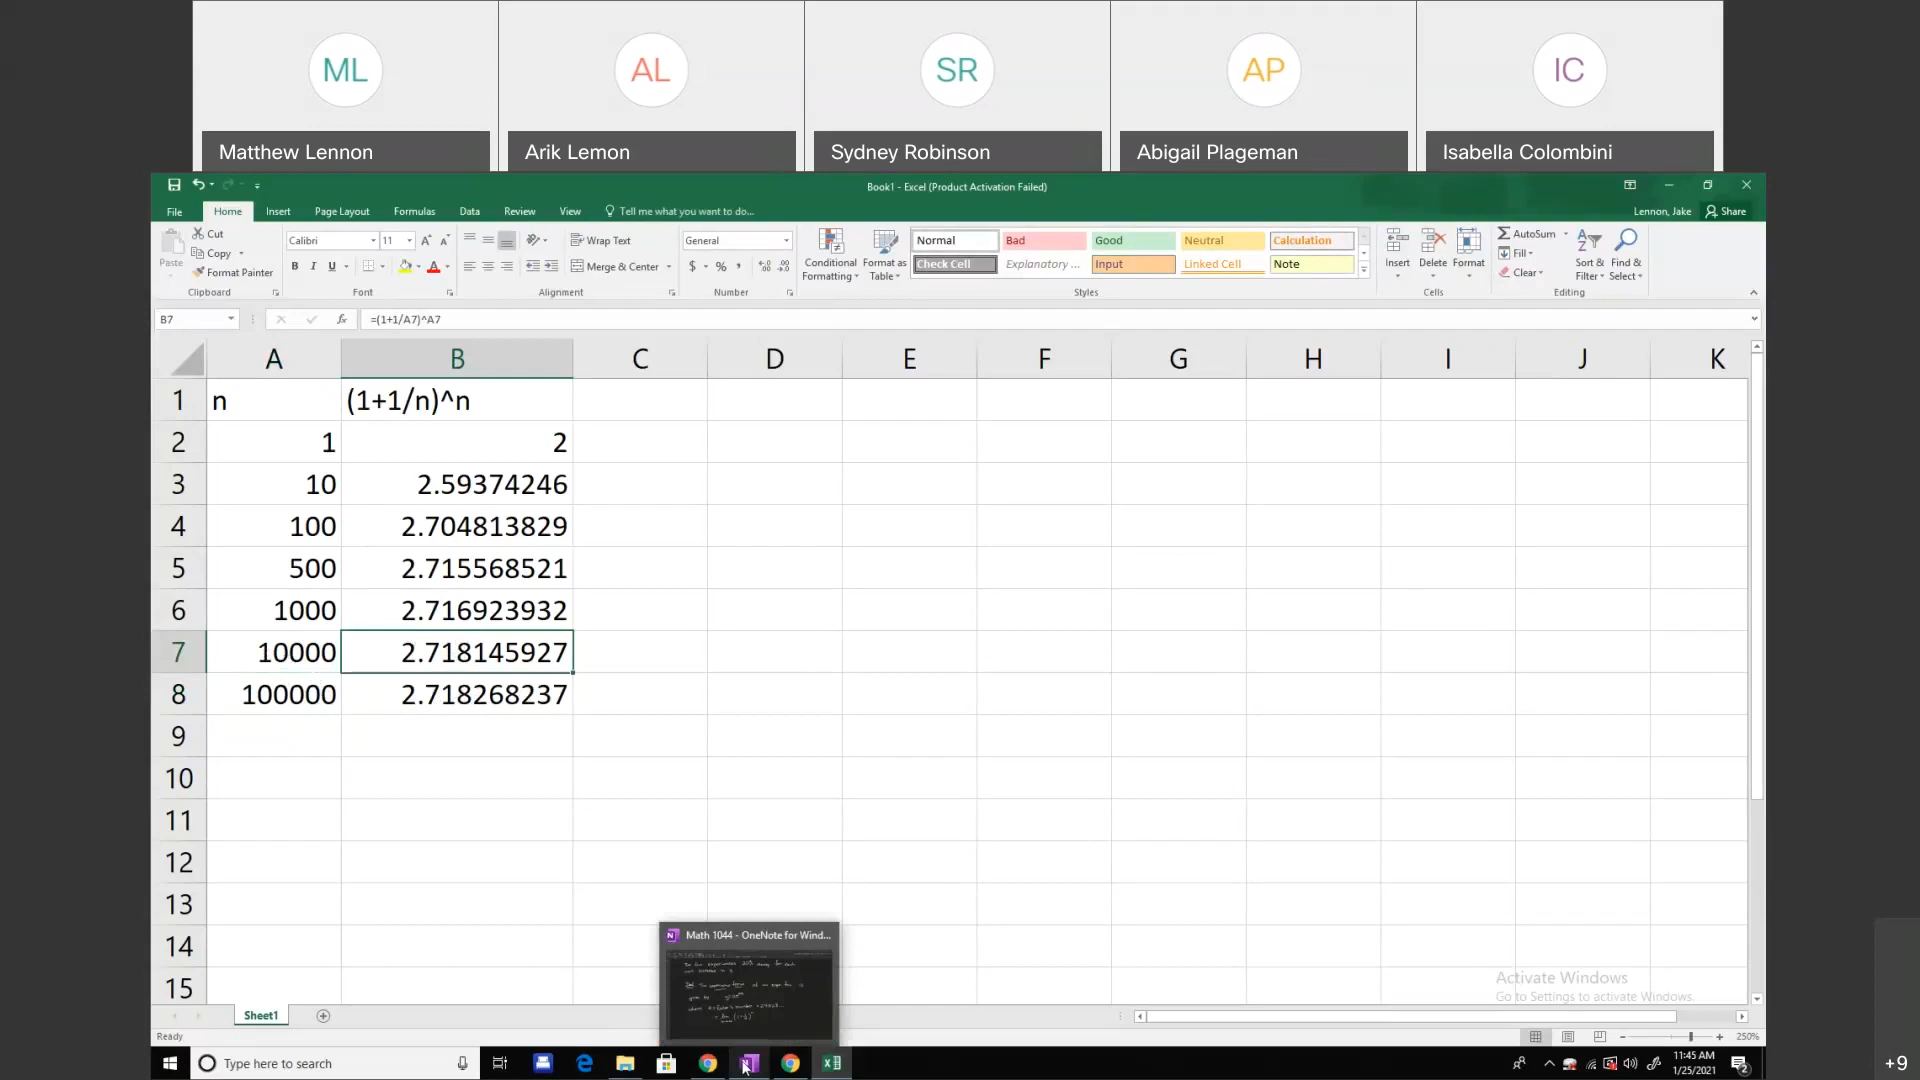 ML
AL
SR
AP
IC
Matthew Lennon
Arik Lemon
Sydney Robinson
Abigail Plageman
Isabella Colombini
Book1 - Excel (Product Activation Failed)
File Home Insert Page Layout Formulas Data Review View Tell me what you want to do...
Lennon, Jake Share
Paste
Cut
Copy
Format Painter
Clipboard
Calibri 11
B I U
Font
Wrap Text
Merge & Center
Alignment
General
$ % ,
Number
Conditional Formatting
Format as Table
Normal Bad Good Neutral Calculation
Check Cell Explanatory ... Input Linked Cell Note
Styles
Insert Delete Format
Cells
AutoSum
Fill
Clear
Sort & Filter
Find & Select
Editing
B7 fx =(1+1/A7)^A7
A B C D E F G H I J K
1 n (1+1/n)^n
2 1 2
3 10 2.59374246
4 100 2.704813829
5 500 2.715568521
6 1000 2.716923932
7 10000 2.718145927
8 100000 2.718268237
9
10
11
12
13
14
15
Math 1044 - OneNote for Wind...
Activate Windows
Go to Settings to activate Windows.
Sheet1
Ready
250%
Type here to search
11:45 AM
1/25/2021
2
+9